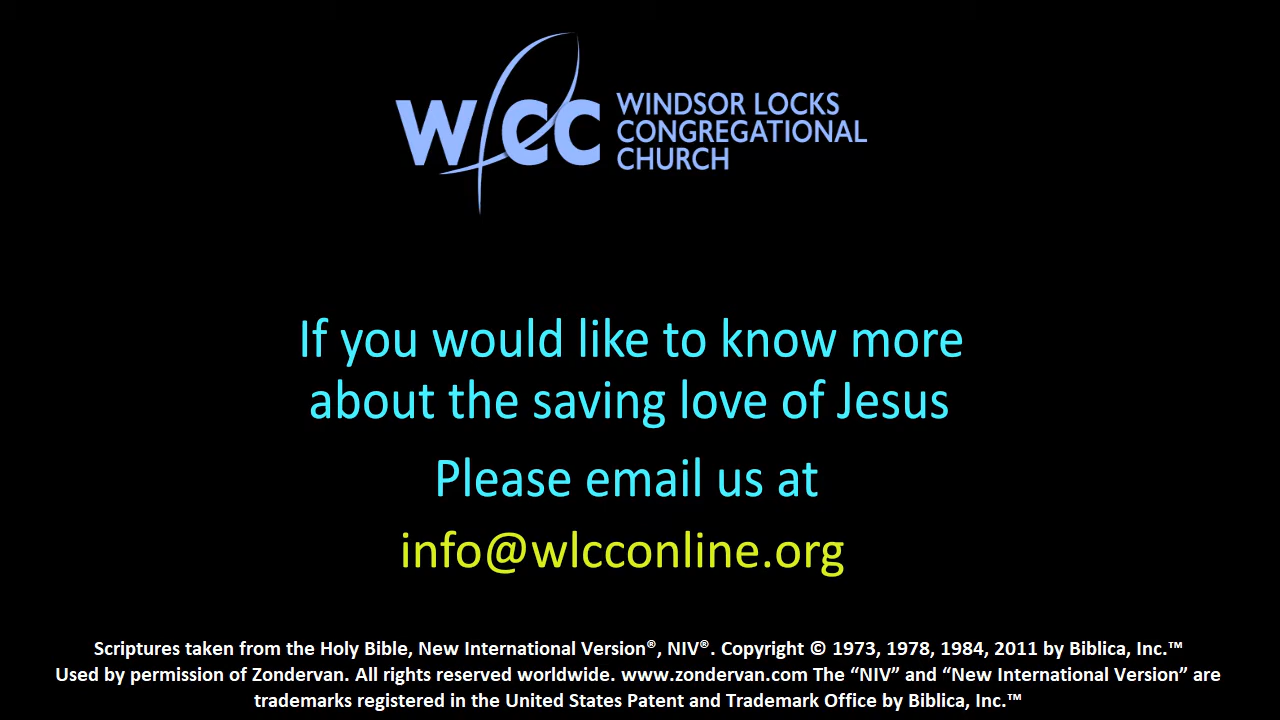 WLCC WINDSOR LOCKS
CONGREGATIONAL
CHURCH
If you would like to know more
about the saving love of Jesus
Please email us at
info@wlcconline.org
Scriptures taken from the Holy Bible, New International Version®, NIV®. Copyright © 1973, 1978, 1984, 2011 by Biblica, Inc.™
Used by permission of Zondervan. All rights reserved worldwide. www.zondervan.com The “NIV” and “New International Version” are
trademarks registered in the United States Patent and Trademark Office by Biblica, Inc.™